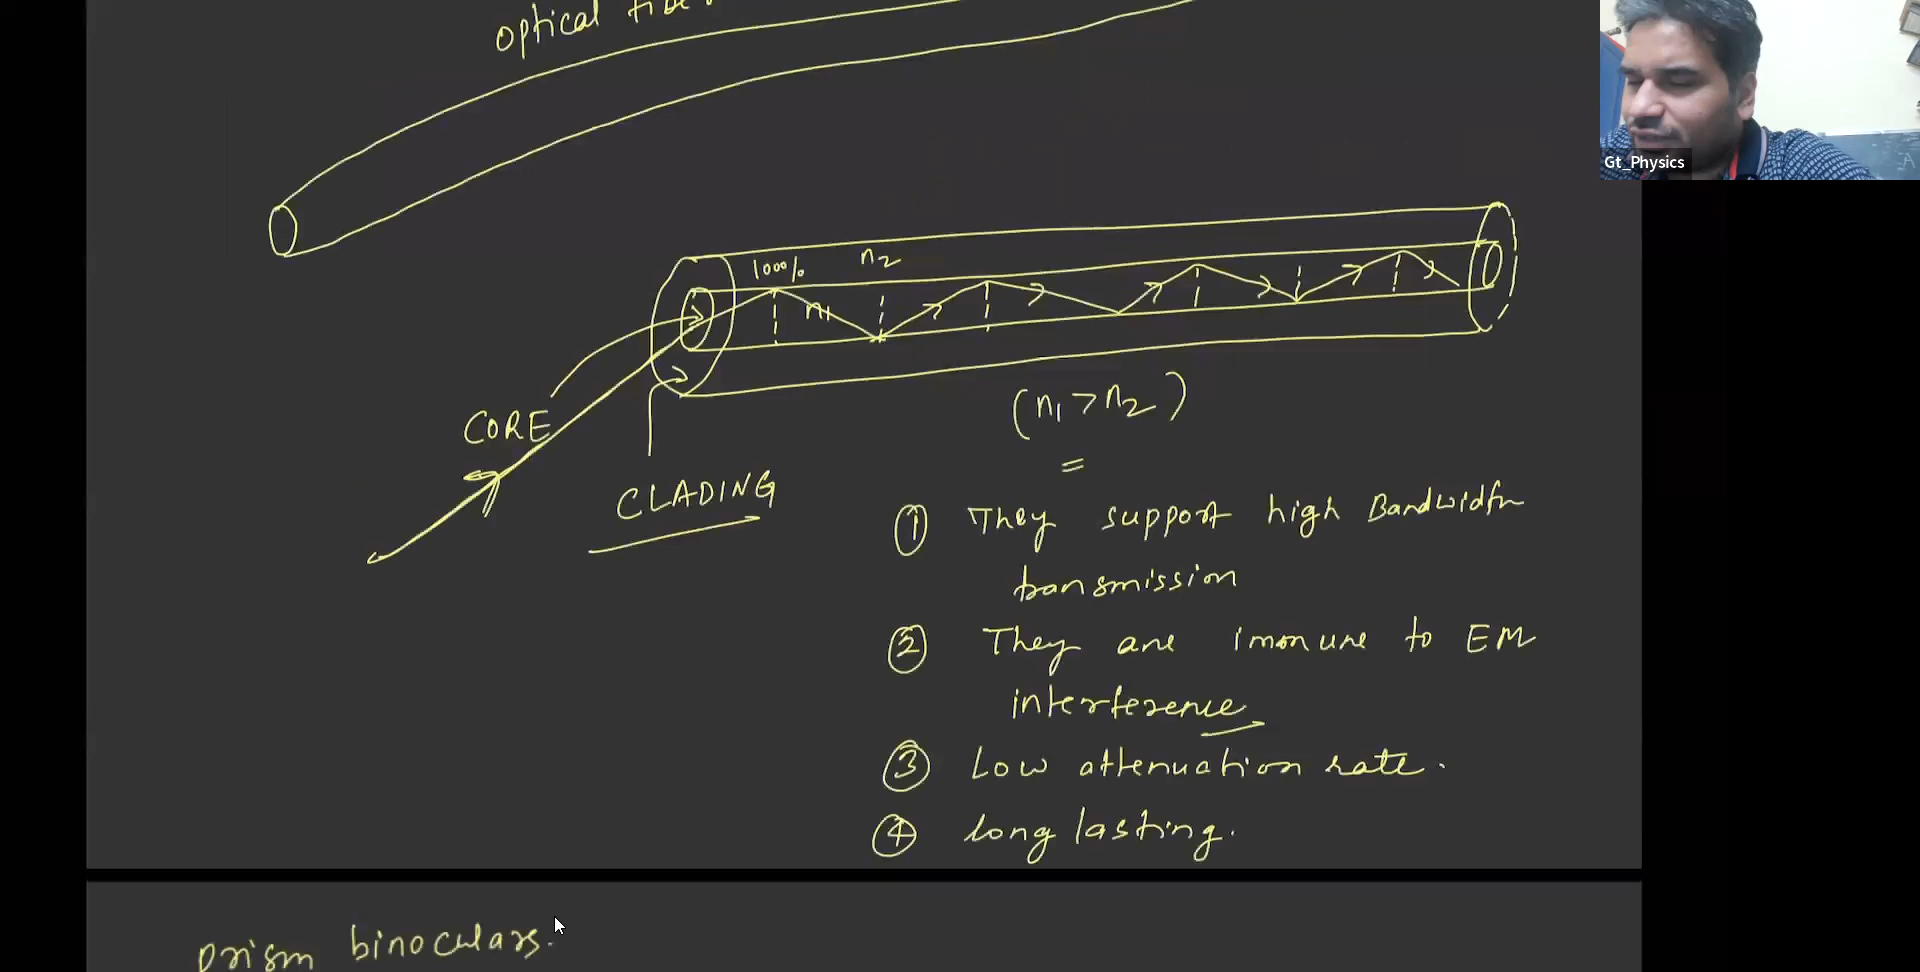 optical
Gt_Physics
100%
n2
n1
CORE
(n1 > n2)
=
CLADING
① They support high Bandwidth
transmission
② They are immune to EM
interference
③ Low attenuation rate.
④ long lasting.
prism binoculars.